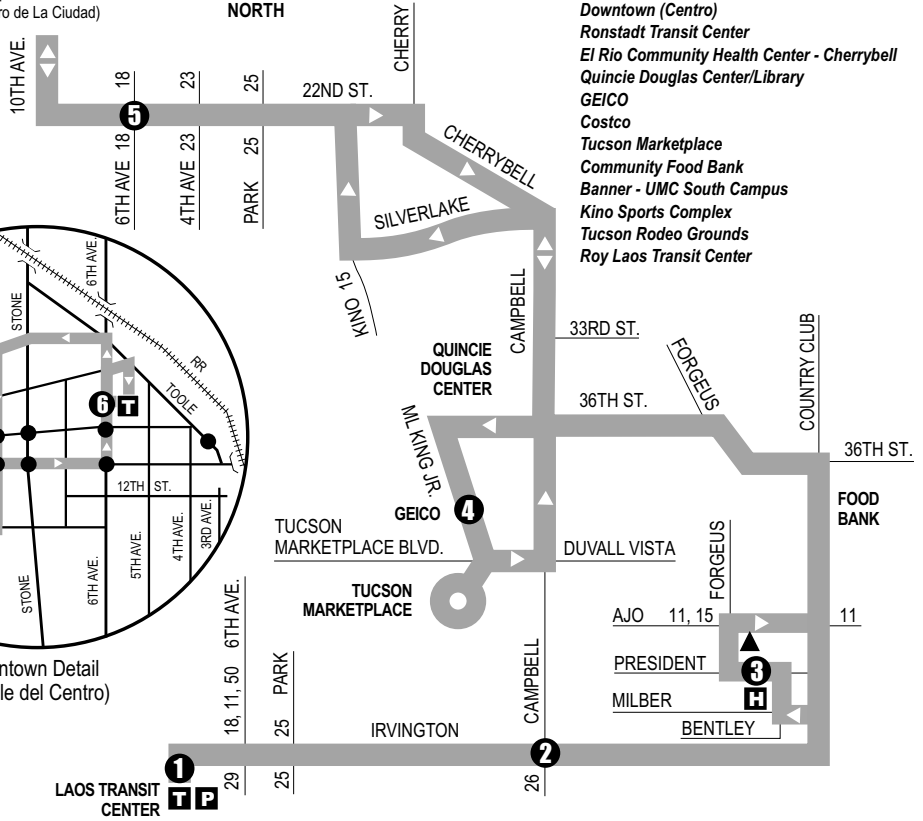 ro de La Ciudad)
NORTH
Downtown (Centro)
Ronstadt Transit Center
El Rio Community Health Center - Cherrybell
Quincie Douglas Center/Library
GEICO
Costco
Tucson Marketplace
Community Food Bank
Banner - UMC South Campus
Kino Sports Complex
Tucson Rodeo Grounds
Roy Laos Transit Center
10TH AVE.
18
23
25
22ND ST.
CHERRY
5
6TH AVE 18
4TH AVE 23
PARK 25
CHERRYBELL
SILVERLAKE
KINO 15
CAMPBELL
33RD ST.
QUINCIE
DOUGLAS
CENTER
FORGEUS
COUNTRY CLUB
36TH ST.
36TH ST.
ML KING JR.
4
GEICO
FOOD
BANK
TUCSON
MARKETPLACE BLVD.
DUVALL VISTA
TUCSON
MARKETPLACE
FORGEUS
AJO 11, 15
11
PRESIDENT
3
H
MILBER
BENTLEY
CAMPBELL
18, 11, 50 6TH AVE.
25 PARK
IRVINGTON
1
2
LAOS TRANSIT
CENTER
T P
29
25
26
6TH AVE.
STONE
RR
TOOLE
6 T
12TH ST.
STONE
6TH AVE.
5TH AVE.
4TH AVE.
3RD AVE.
ntown Detail
le del Centro)